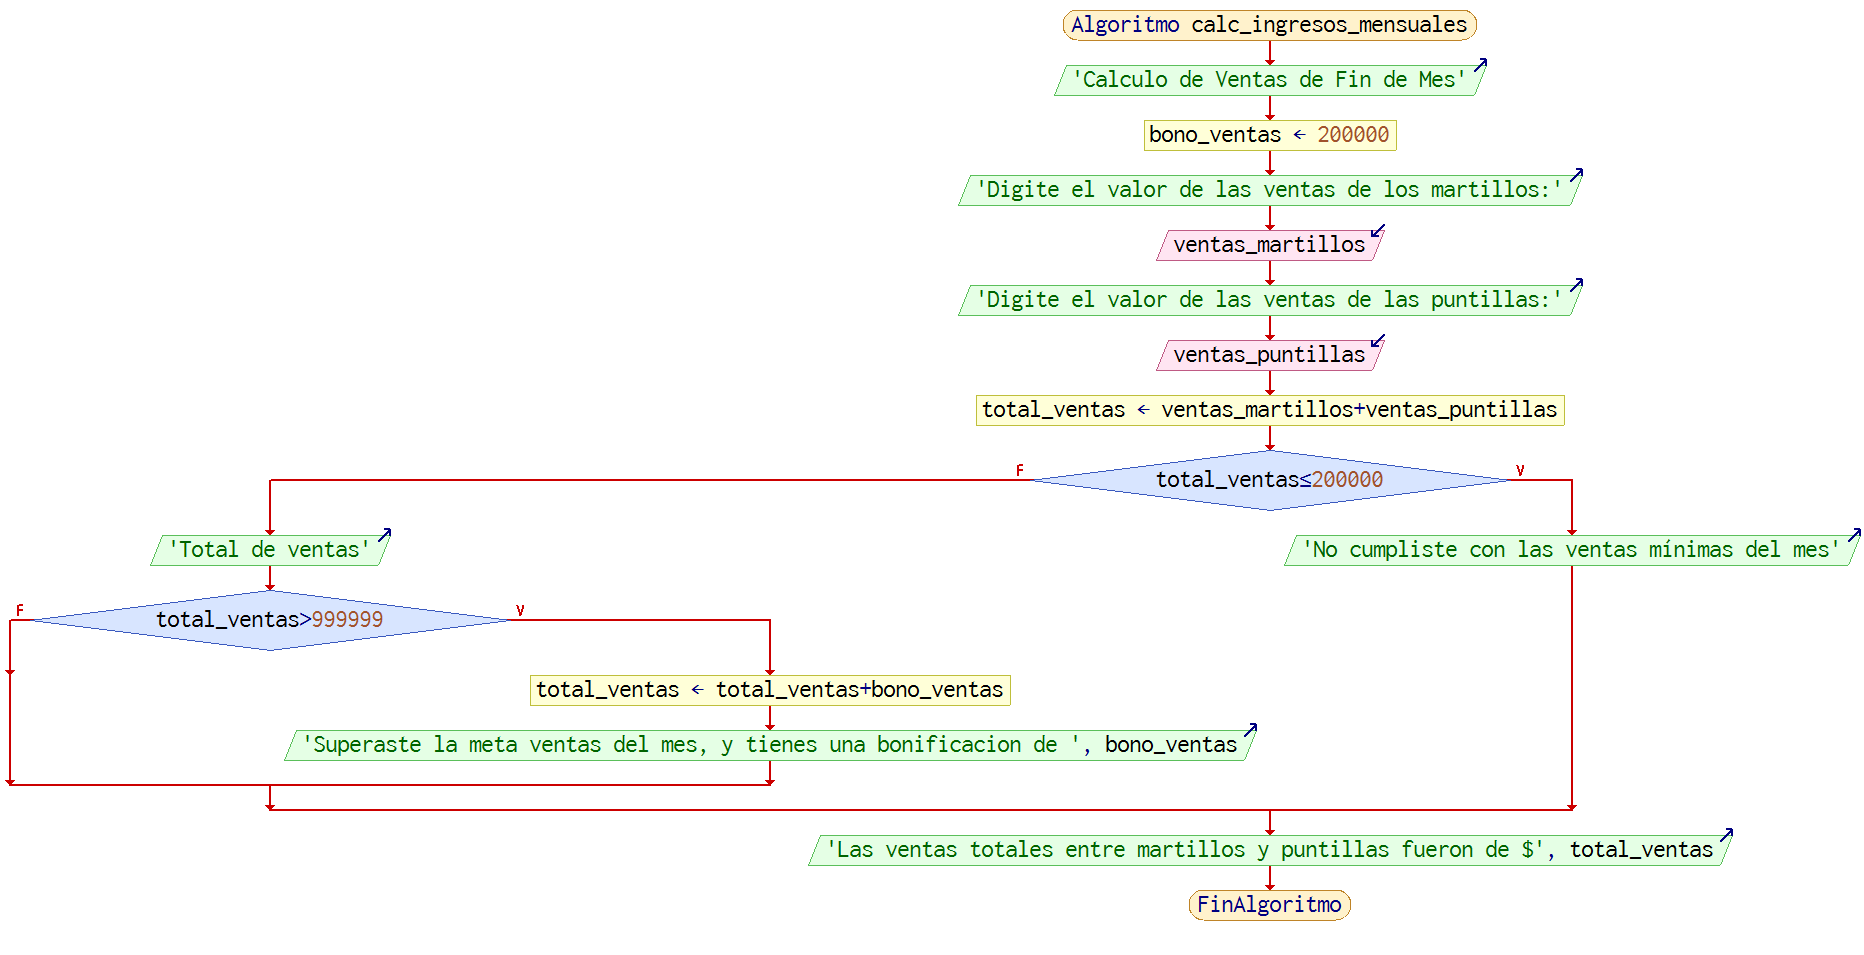 Algoritmo calc_ingresos_mensuales
'Calculo de Ventas de Fin de Mes'
bono_ventas ← 200000
'Digite el valor de las ventas de los martillos:'
ventas_martillos
'Digite el valor de las ventas de las puntillas:'
ventas_puntillas
total_ventas ← ventas_martillos+ventas_puntillas
F
total_ventas≤200000
V
'Total de ventas'
'No cumpliste con las ventas mínimas del mes'
F
total_ventas>999999
V
total_ventas ← total_ventas+bono_ventas
'Superaste la meta ventas del mes, y tienes una bonificacion de ', bono_ventas
'Las ventas totales entre martillos y puntillas fueron de $', total_ventas
FinAlgoritmo